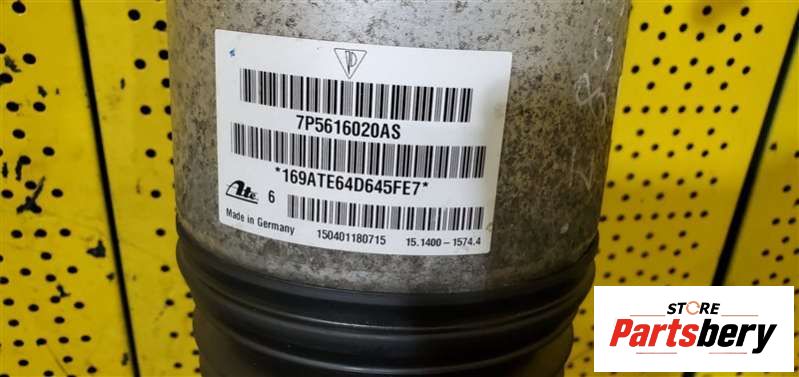 7P5616020AS
*169ATE64D645FE7*
Ate 6
Made in Germany
150401180715 15.1400-1574.4
STORE
Partsbery